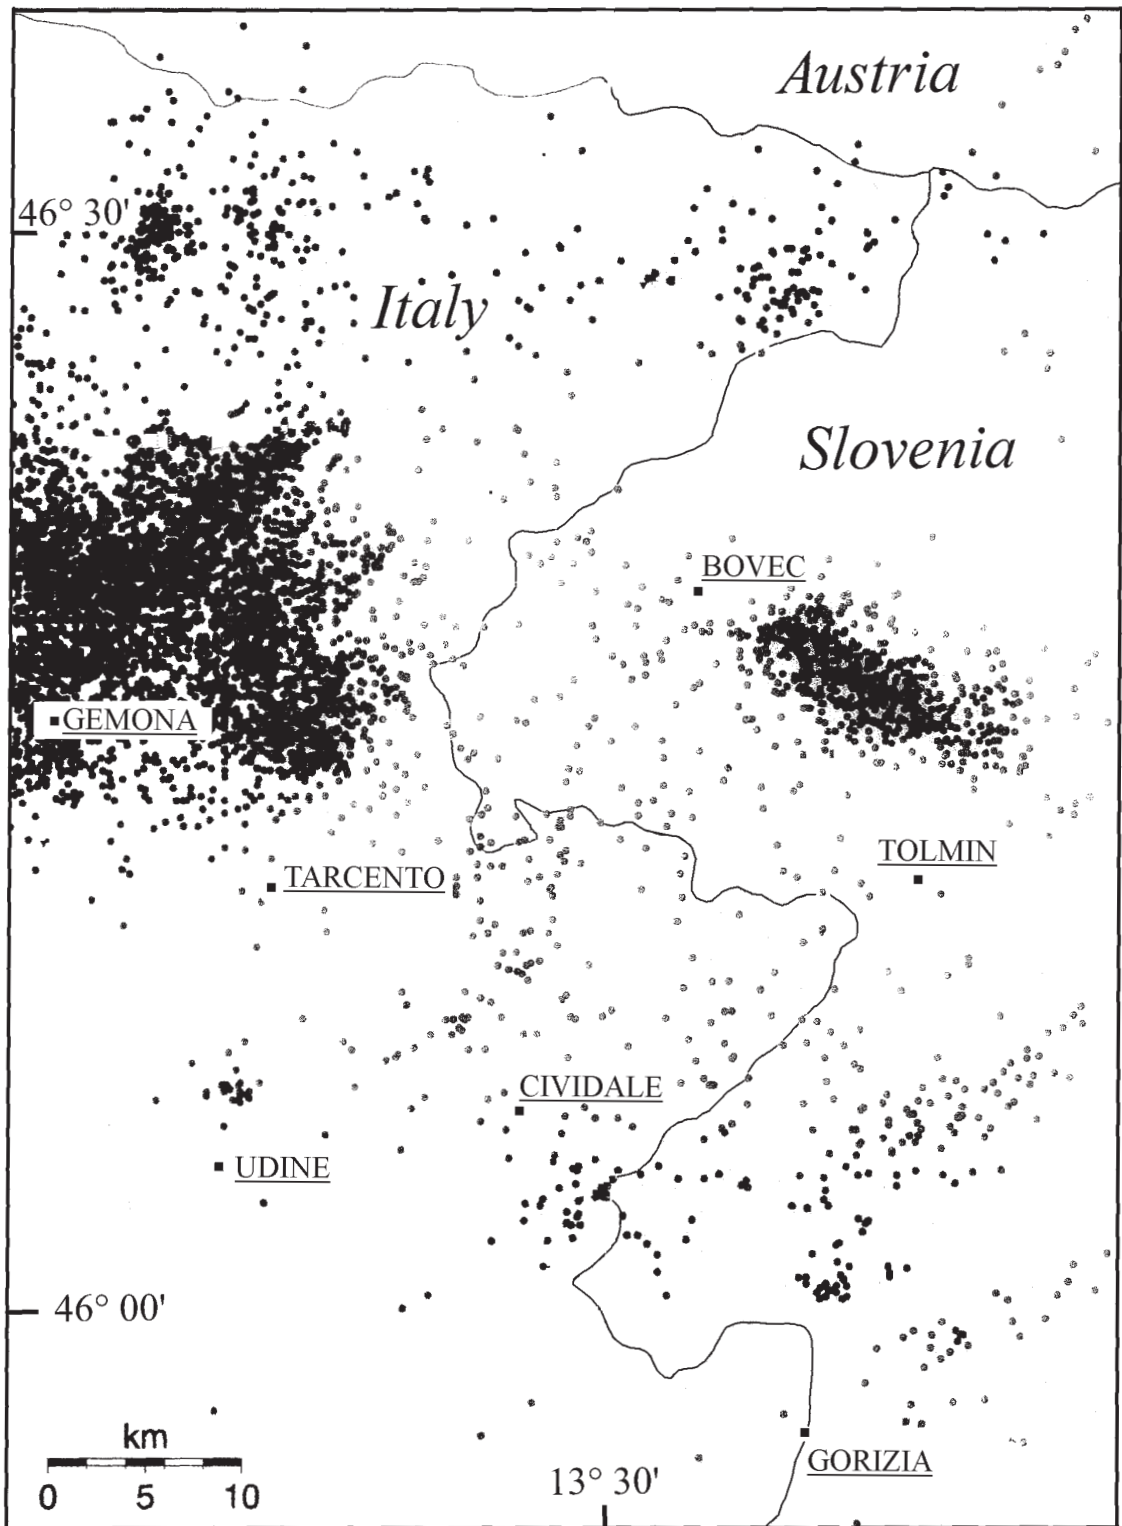 Austria
46° 30'
Italy
Slovenia
BOVEC
GEMONA
TOLMIN
TARCENTO
CIVIDALE
UDINE
46° 00'
km
0 5 10
13° 30'
GORIZIA